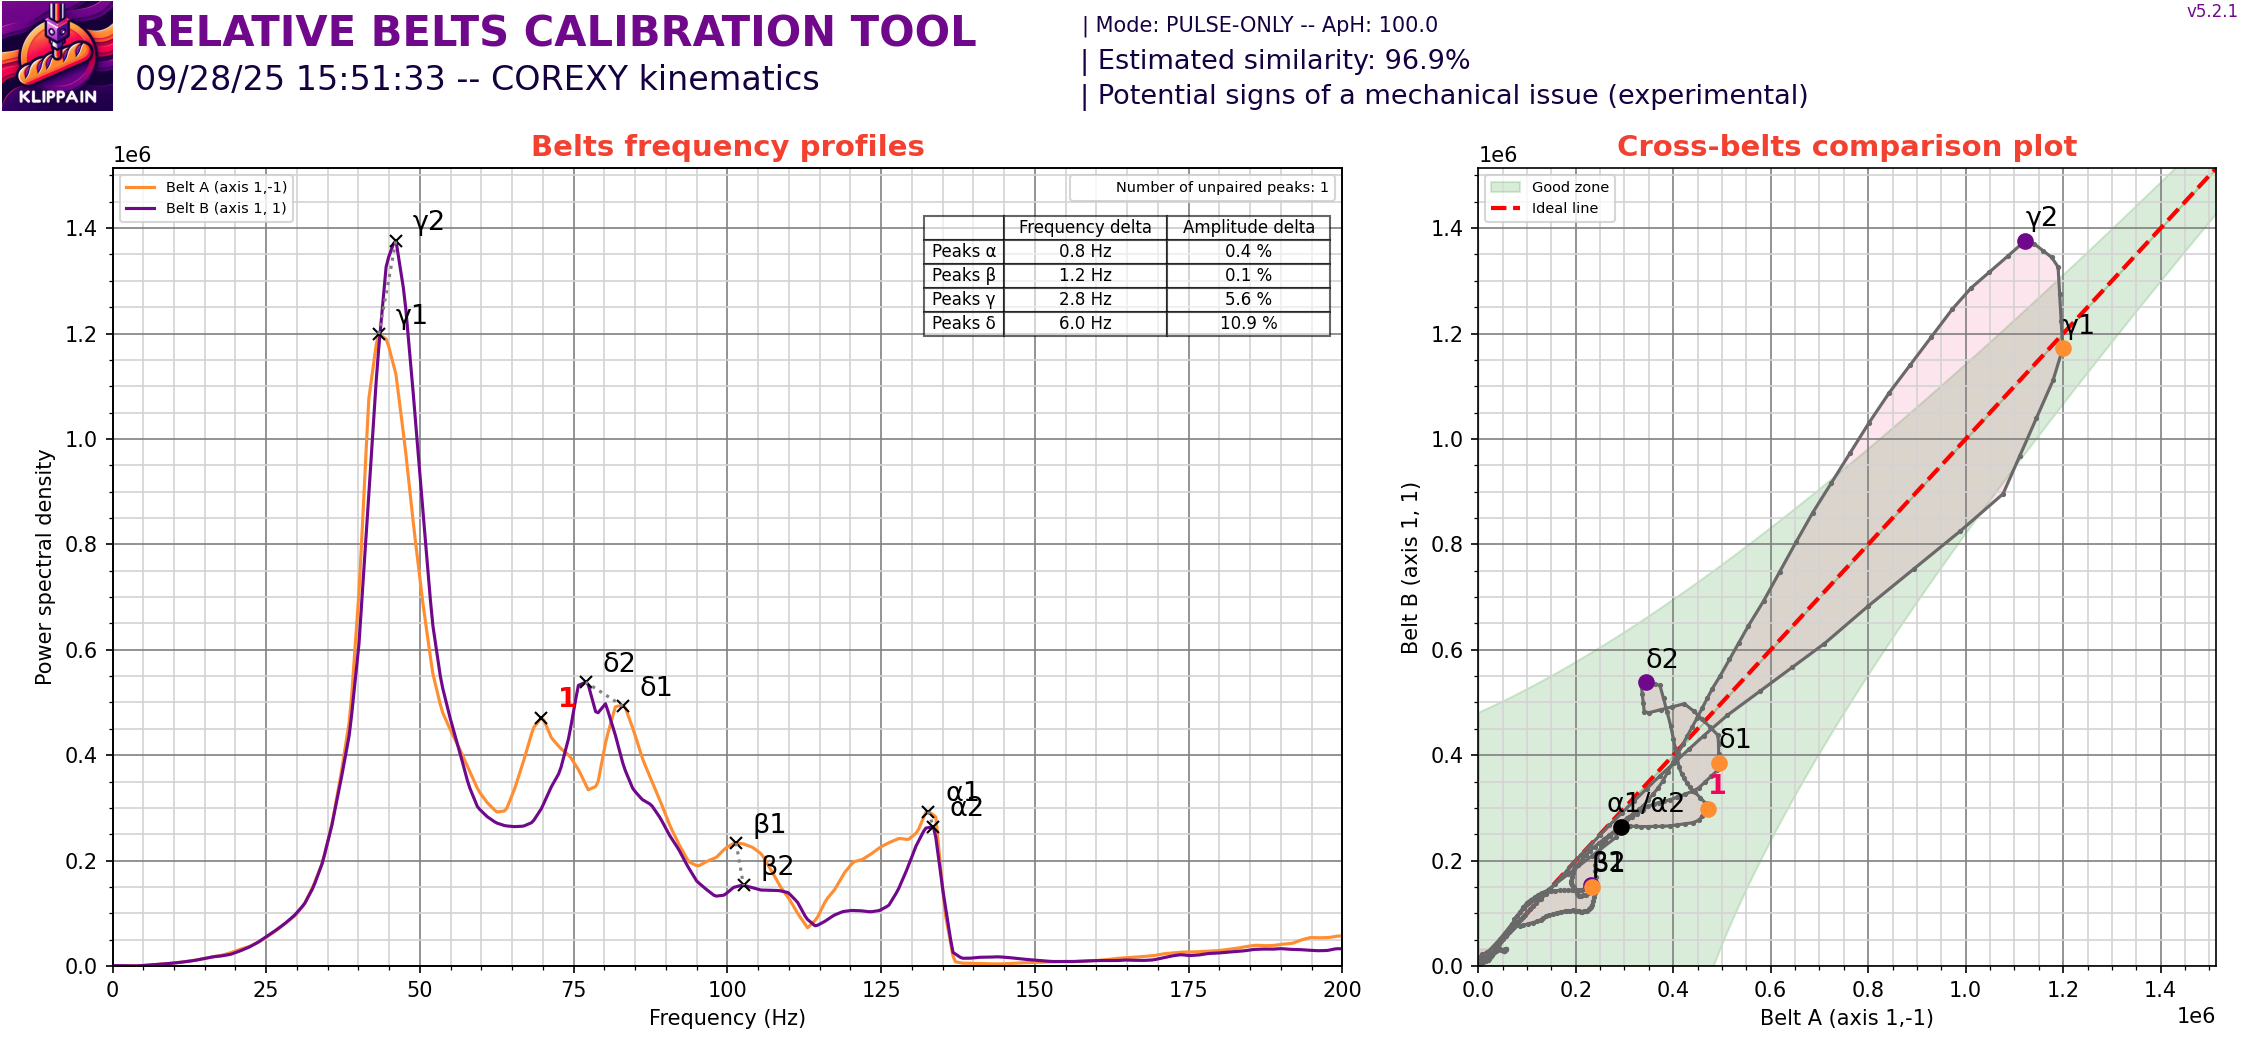 KLIPPAIN
RELATIVE BELTS CALIBRATION TOOL
09/28/25 15:51:33 -- COREXY kinematics
| Mode: PULSE-ONLY -- ApH: 100.0
| Estimated similarity: 96.9%
| Potential signs of a mechanical issue (experimental)
v5.2.1
Belts frequency profiles
1e6
Belt A (axis 1,-1)
Belt B (axis 1, 1)
Number of unpaired peaks: 1
Frequency delta Amplitude delta
Peaks α 0.8 Hz 0.4 %
Peaks β 1.2 Hz 0.1 %
Peaks γ 2.8 Hz 5.6 %
Peaks δ 6.0 Hz 10.9 %
γ2
γ1
δ2
δ1
1
α1
α2
β1
β2
1.4
1.2
1.0
0.8
0.6
0.4
0.2
0.0
Power spectral density
0 25 50 75 100 125 150 175 200
Frequency (Hz)
Cross-belts comparison plot
1e6
Good zone
Ideal line
γ2
γ1
δ2
δ1
1
α1/α2
β2
1.4
1.2
1.0
0.8
0.6
0.4
0.2
0.0
Belt B (axis 1, 1)
0.0 0.2 0.4 0.6 0.8 1.0 1.2 1.4
Belt A (axis 1,-1)
1e6